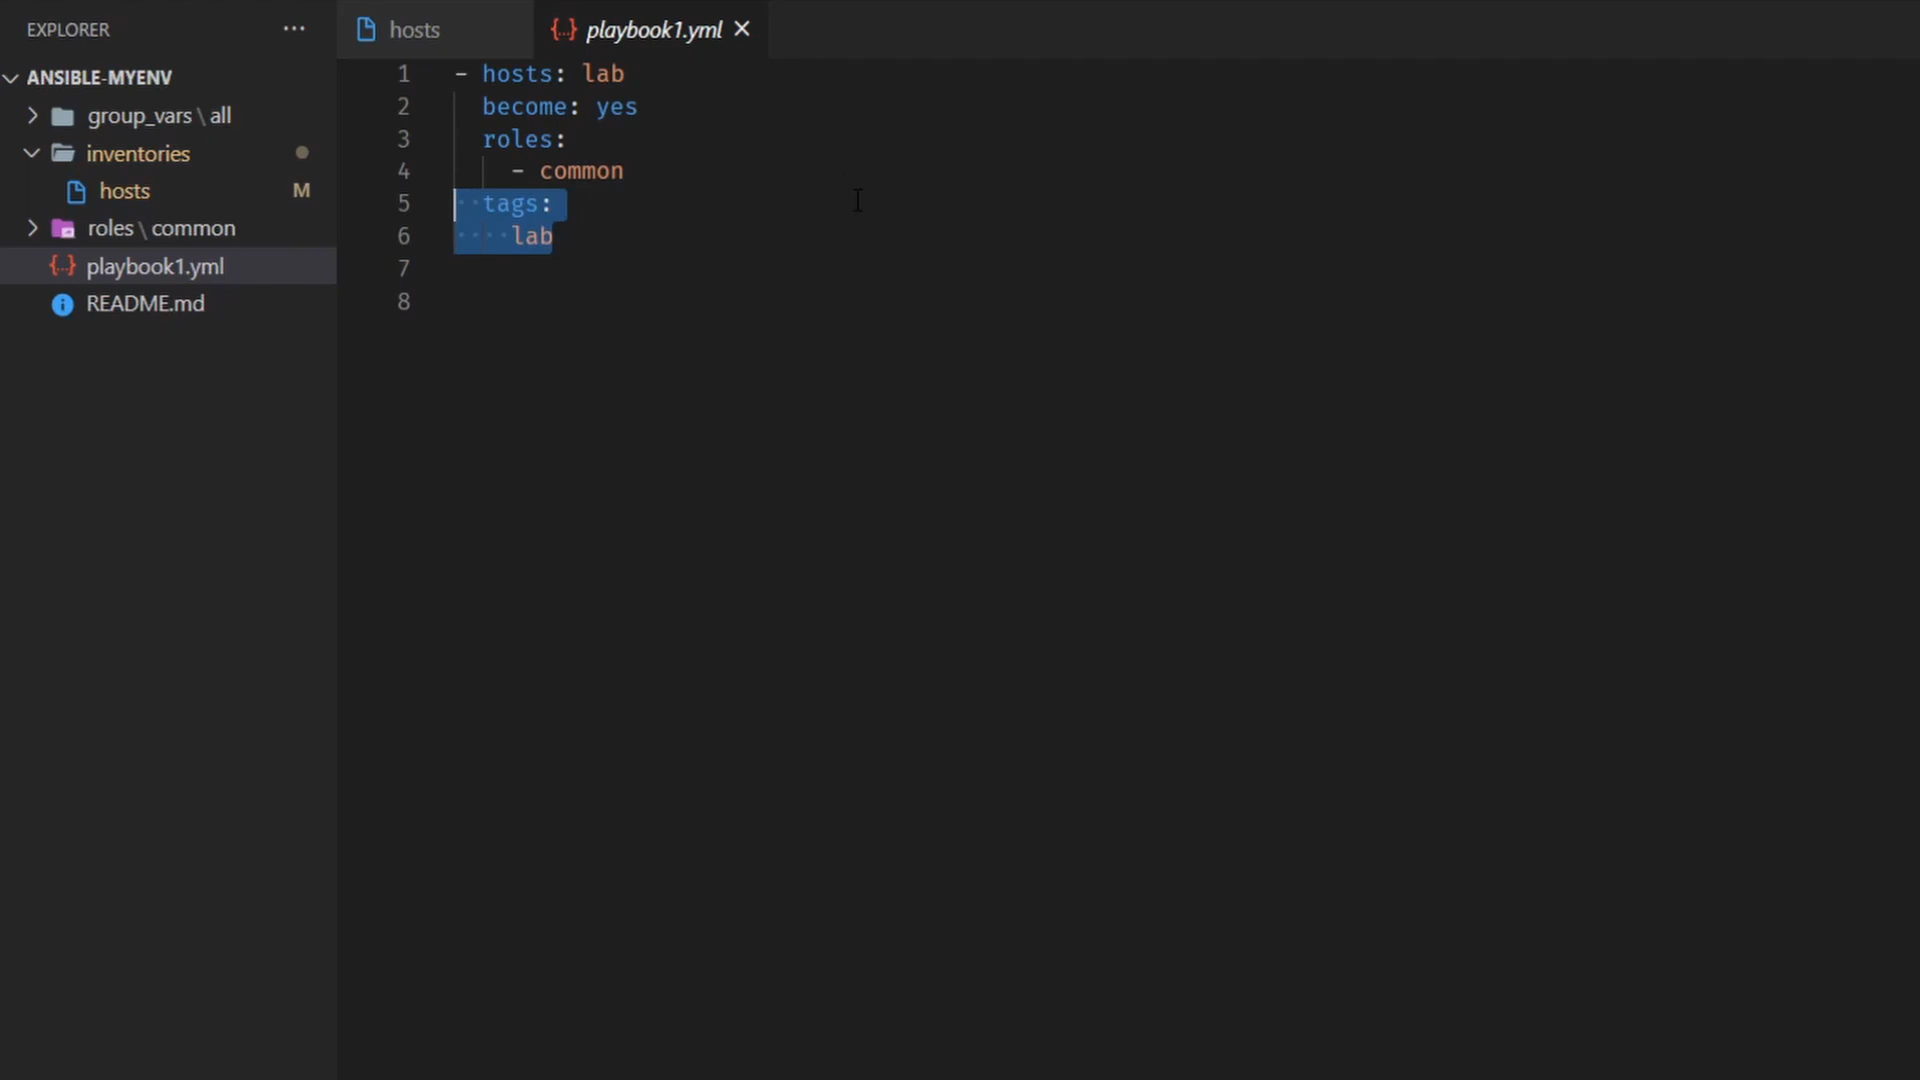 EXPLORER ···
ANSIBLE-MYENV
group_vars \ all
inventories
hosts M
roles \ common
playbook1.yml
README.md
hosts
playbook1.yml
1 - hosts: lab
2 become: yes
3 roles:
4 - common
5 tags:
6 lab
7
8